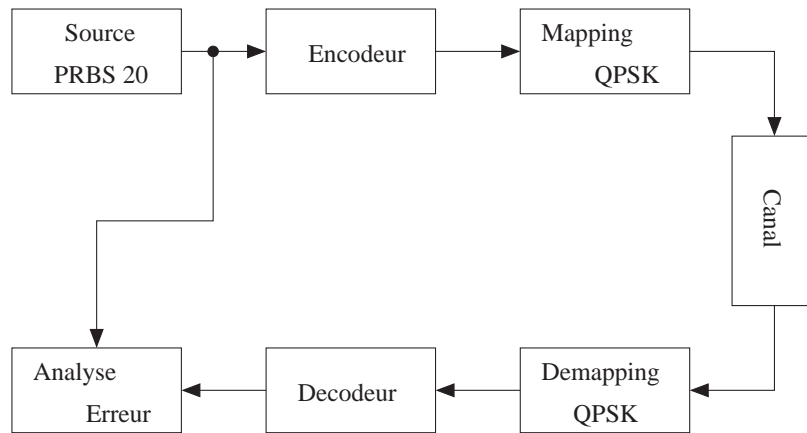 Source
PRBS 20
Encodeur
Mapping
QPSK
Canal
Analyse
Erreur
Decodeur
Demapping
QPSK